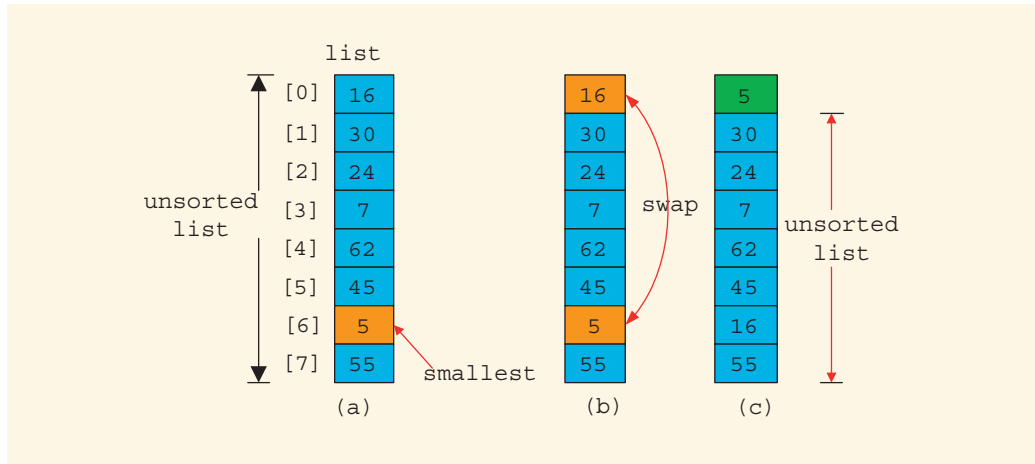 list
[0] 16 16 5
[1] 30 30 30
[2] 24 24 24
unsorted list
[3] 7 7 7
swap
unsorted list
[4] 62 62 62
[5] 45 45 45
[6] 5 5 16
[7] 55 55 55
smallest
(a) (b) (c)